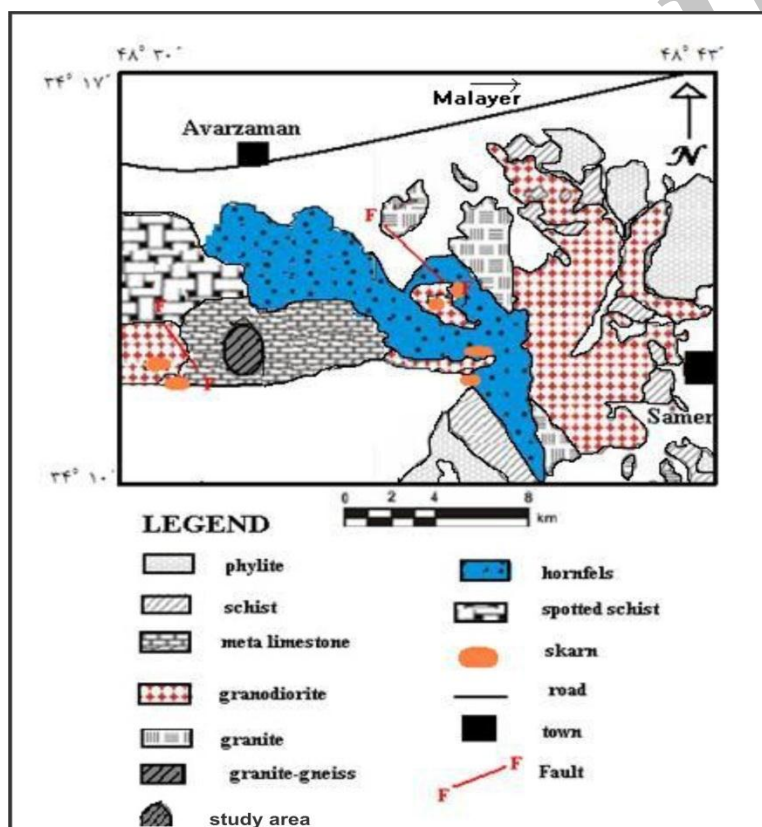 ۴۸° ۳۰´
۴۸° ۴۳´
۳۴° ۱۷´
Malayer
Avarzaman
N
F
F
F
F
Samen
۳۴° ۱۰´
0 2 4 8
km
LEGEND
phylite
schist
meta limestone
granodiorite
granite
granite-gneiss
study area
hornfels
spotted schist
skarn
road
town
F F Fault